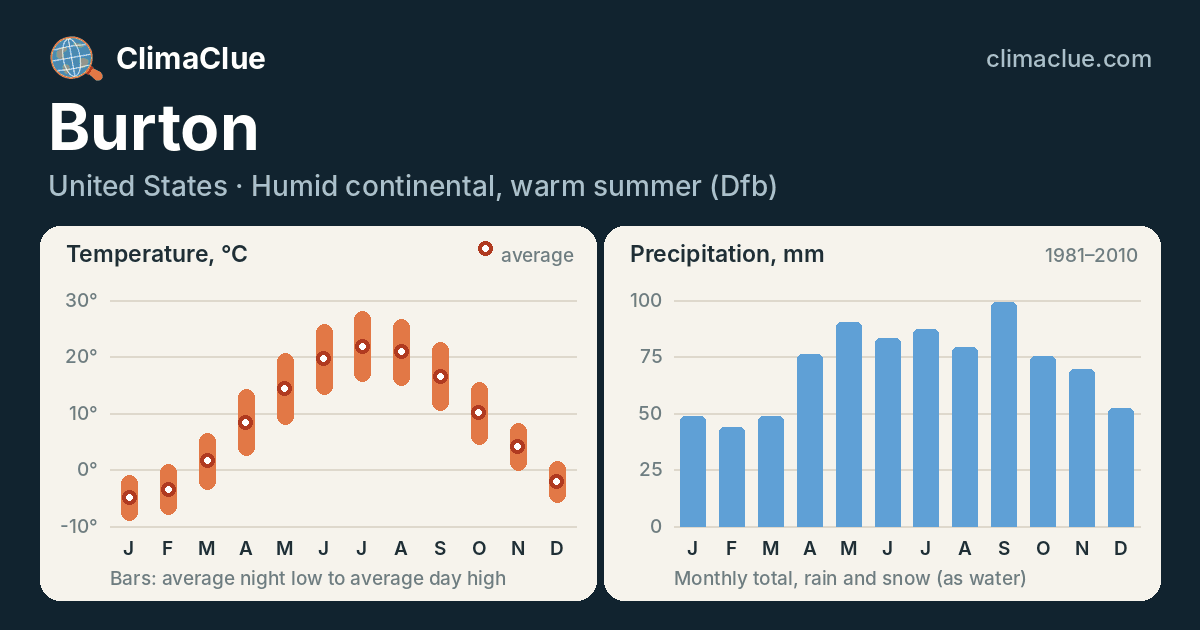 ClimaClue
climaclue.com
Burton
United States · Humid continental, warm summer (Dfb)
Temperature, °C
average
30°
20°
10°
0°
-10°
J F M A M J J A S O N D
Bars: average night low to average day high
Precipitation, mm
1981–2010
100
75
50
25
0
J F M A M J J A S O N D
Monthly total, rain and snow (as water)